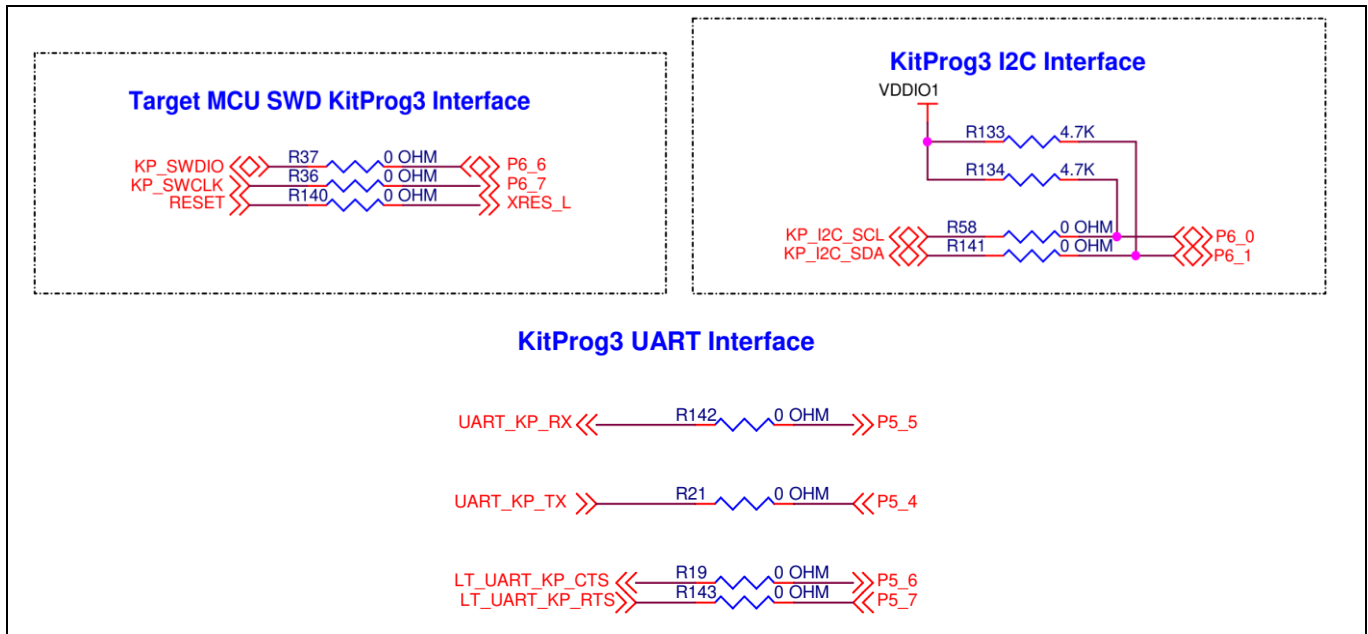 Target MCU SWD KitProg3 Interface
KP_SWDIO R37 0 OHM P6_6
KP_SWCLK R36 0 OHM P6_7
RESET R140 0 OHM XRES_L
KitProg3 I2C Interface
VDDIO1
R133 4.7K
R134 4.7K
KP_I2C_SCL R58 0 OHM P6_0
KP_I2C_SDA R141 0 OHM P6_1
KitProg3 UART Interface
UART_KP_RX R142 0 OHM P5_5
UART_KP_TX R21 0 OHM P5_4
LT_UART_KP_CTS R19 0 OHM P5_6
LT_UART_KP_RTS R143 0 OHM P5_7